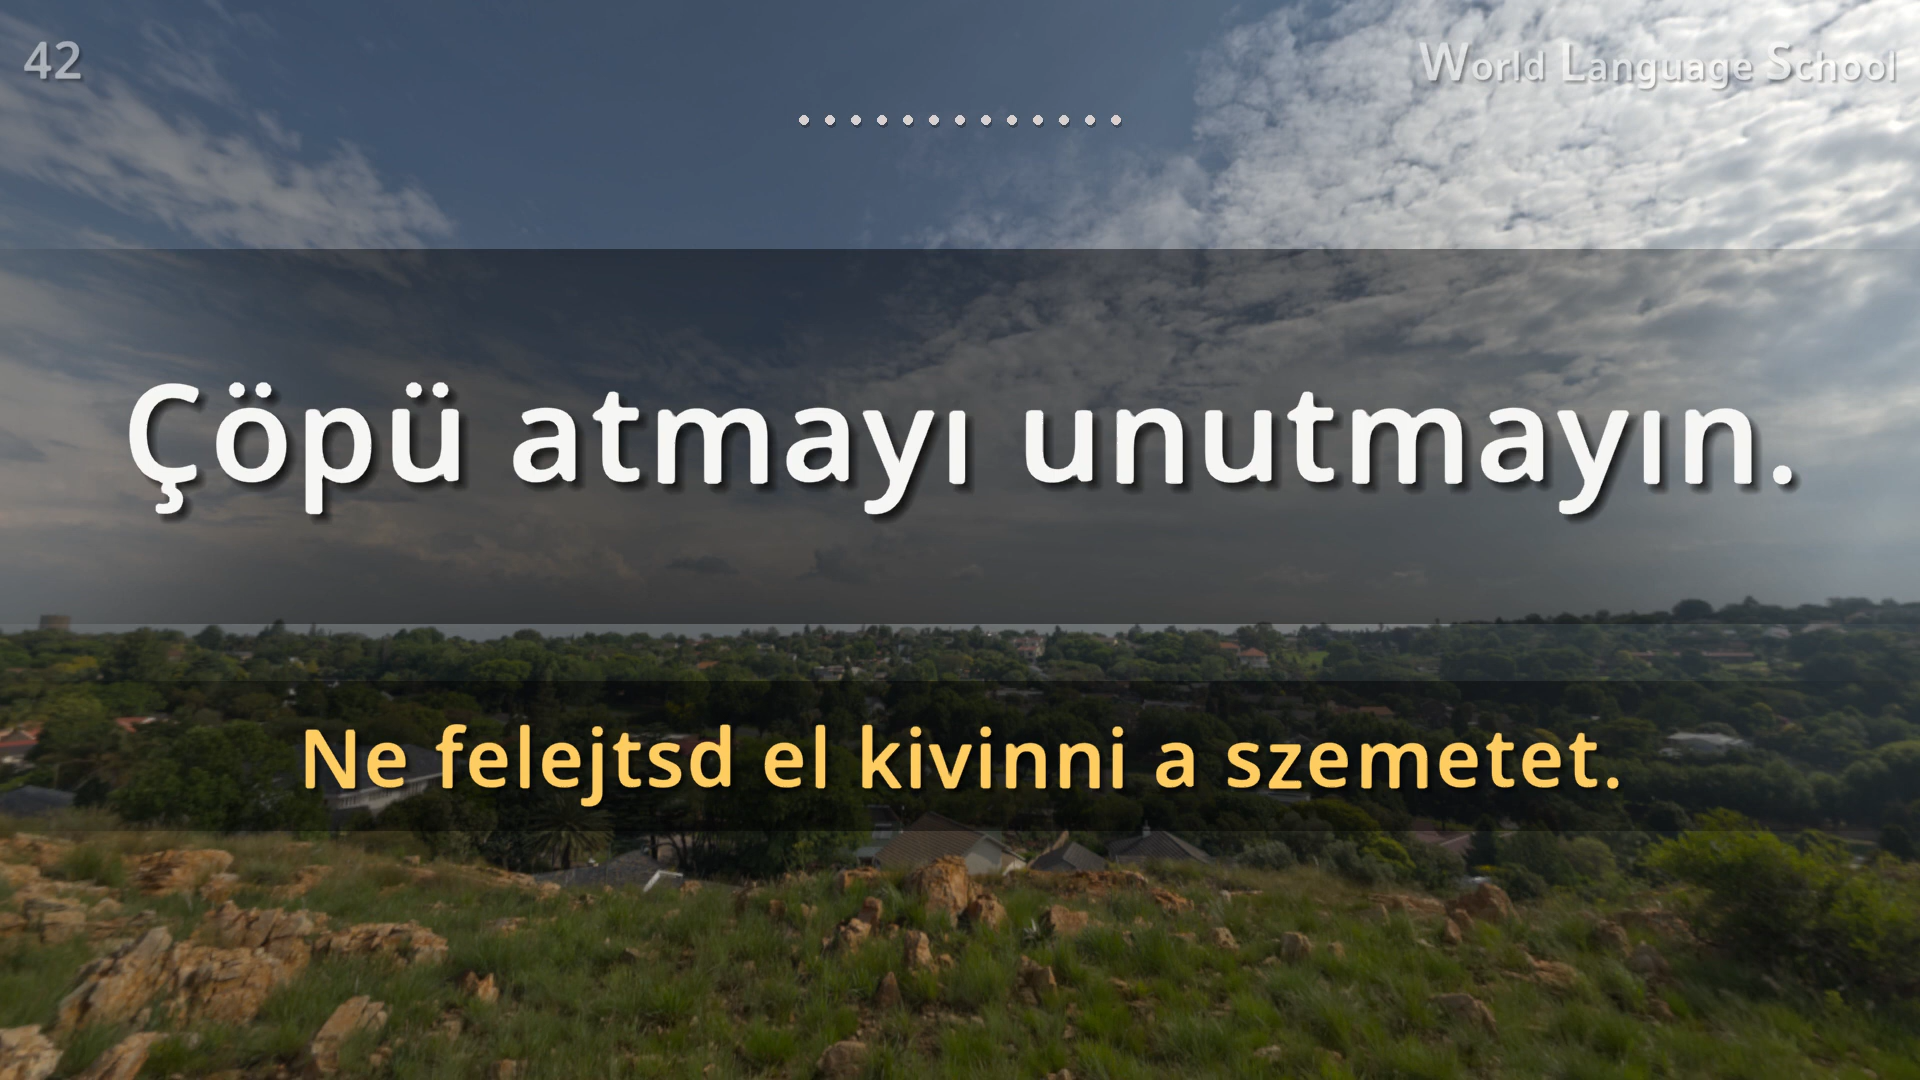 42
World Language School
Çöpü atmayı unutmayın.
Ne felejtsd el kivinni a szemetet.